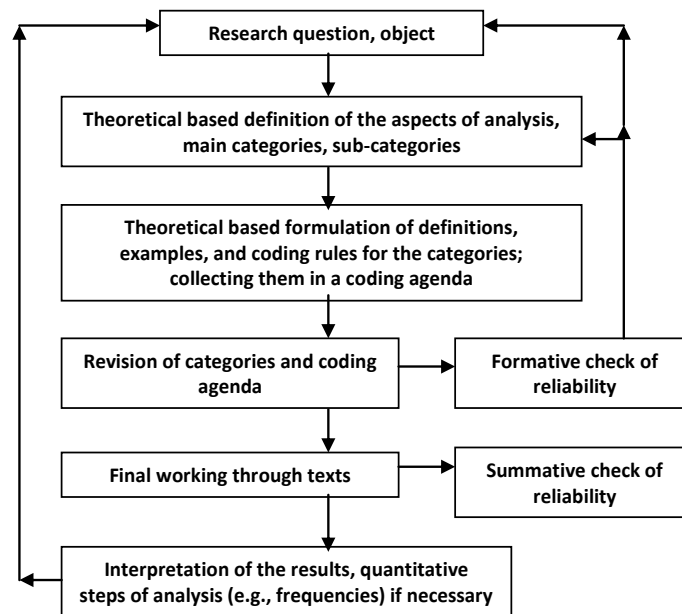 Research question, object
Theoretical based definition of the aspects of analysis,
main categories, sub-categories
Theoretical based formulation of definitions,
examples, and coding rules for the categories;
collecting them in a coding agenda
Revision of categories and coding
agenda
Formative check of
reliability
Final working through texts
Summative check of
reliability
Interpretation of the results, quantitative
steps of analysis (e.g., frequencies) if necessary